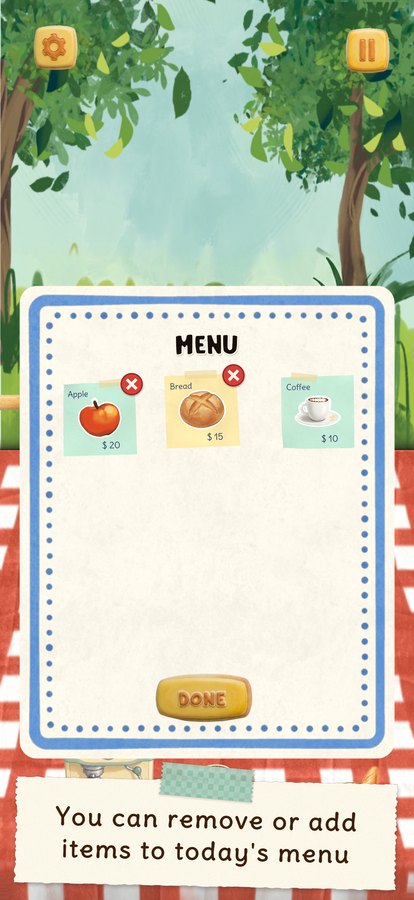 MENU
Apple
$ 20
Bread
$ 15
Coffee
$ 10
DONE
You can remove or add
items to today's menu